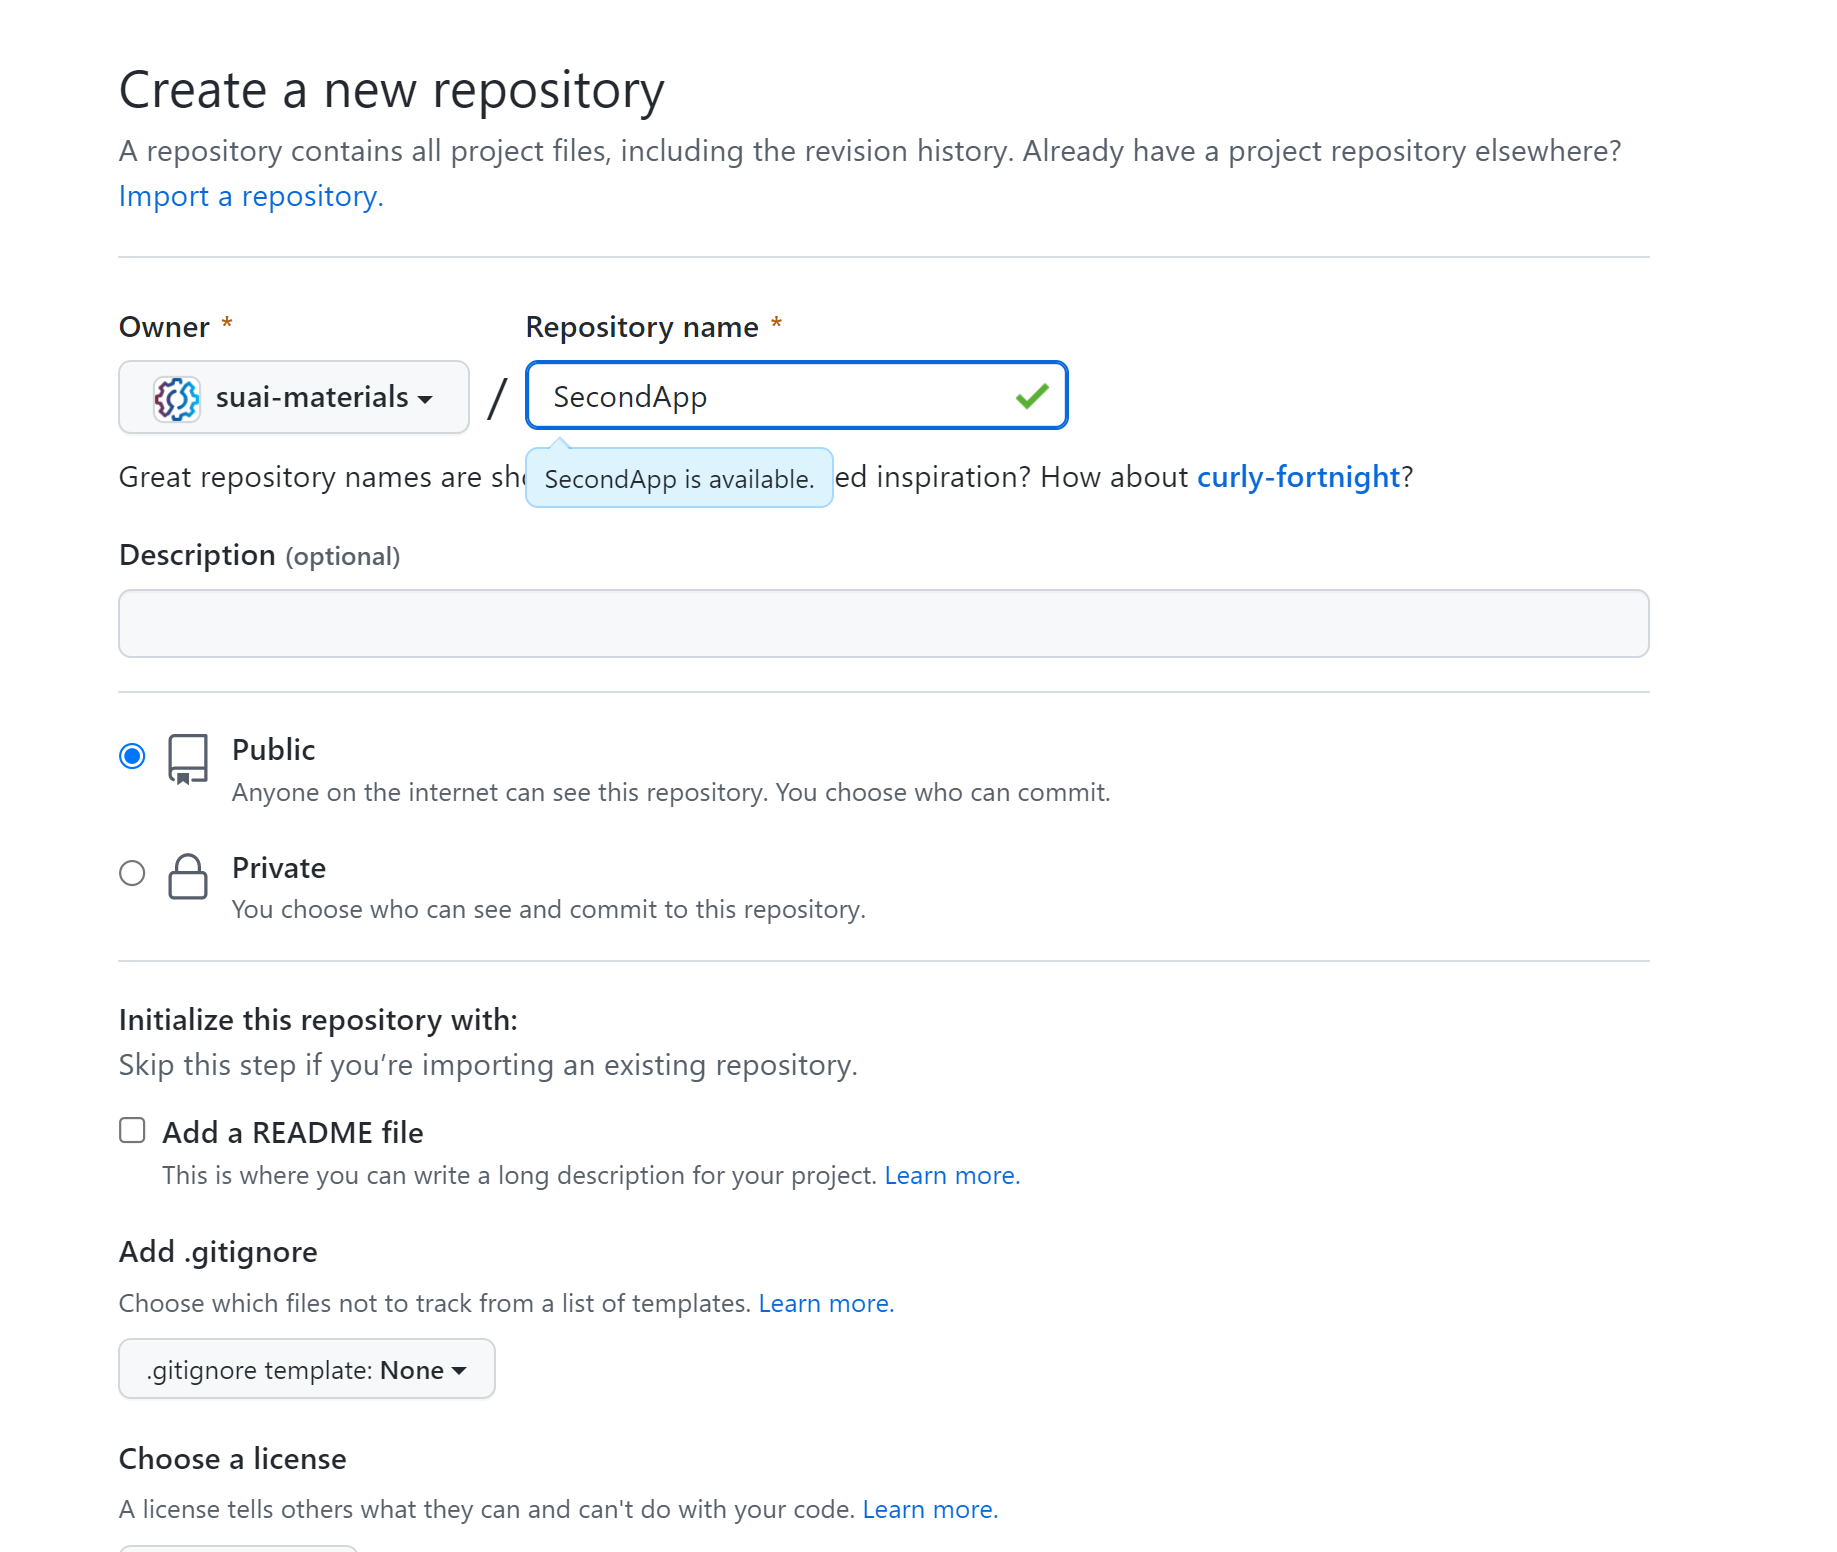 Create a new repository
A repository contains all project files, including the revision history. Already have a project repository elsewhere?
Import a repository.
Owner * Repository name *
suai-materials / SecondApp
Great repository names are SecondApp is available. inspiration? How about curly-fortnight?
Description (optional)
Public
Anyone on the internet can see this repository. You choose who can commit.
Private
You choose who can see and commit to this repository.
Initialize this repository with:
Skip this step if you’re importing an existing repository.
Add a README file
This is where you can write a long description for your project. Learn more.
Add .gitignore
Choose which files not to track from a list of templates. Learn more.
.gitignore template: None
Choose a license
A license tells others what they can and can't do with your code. Learn more.